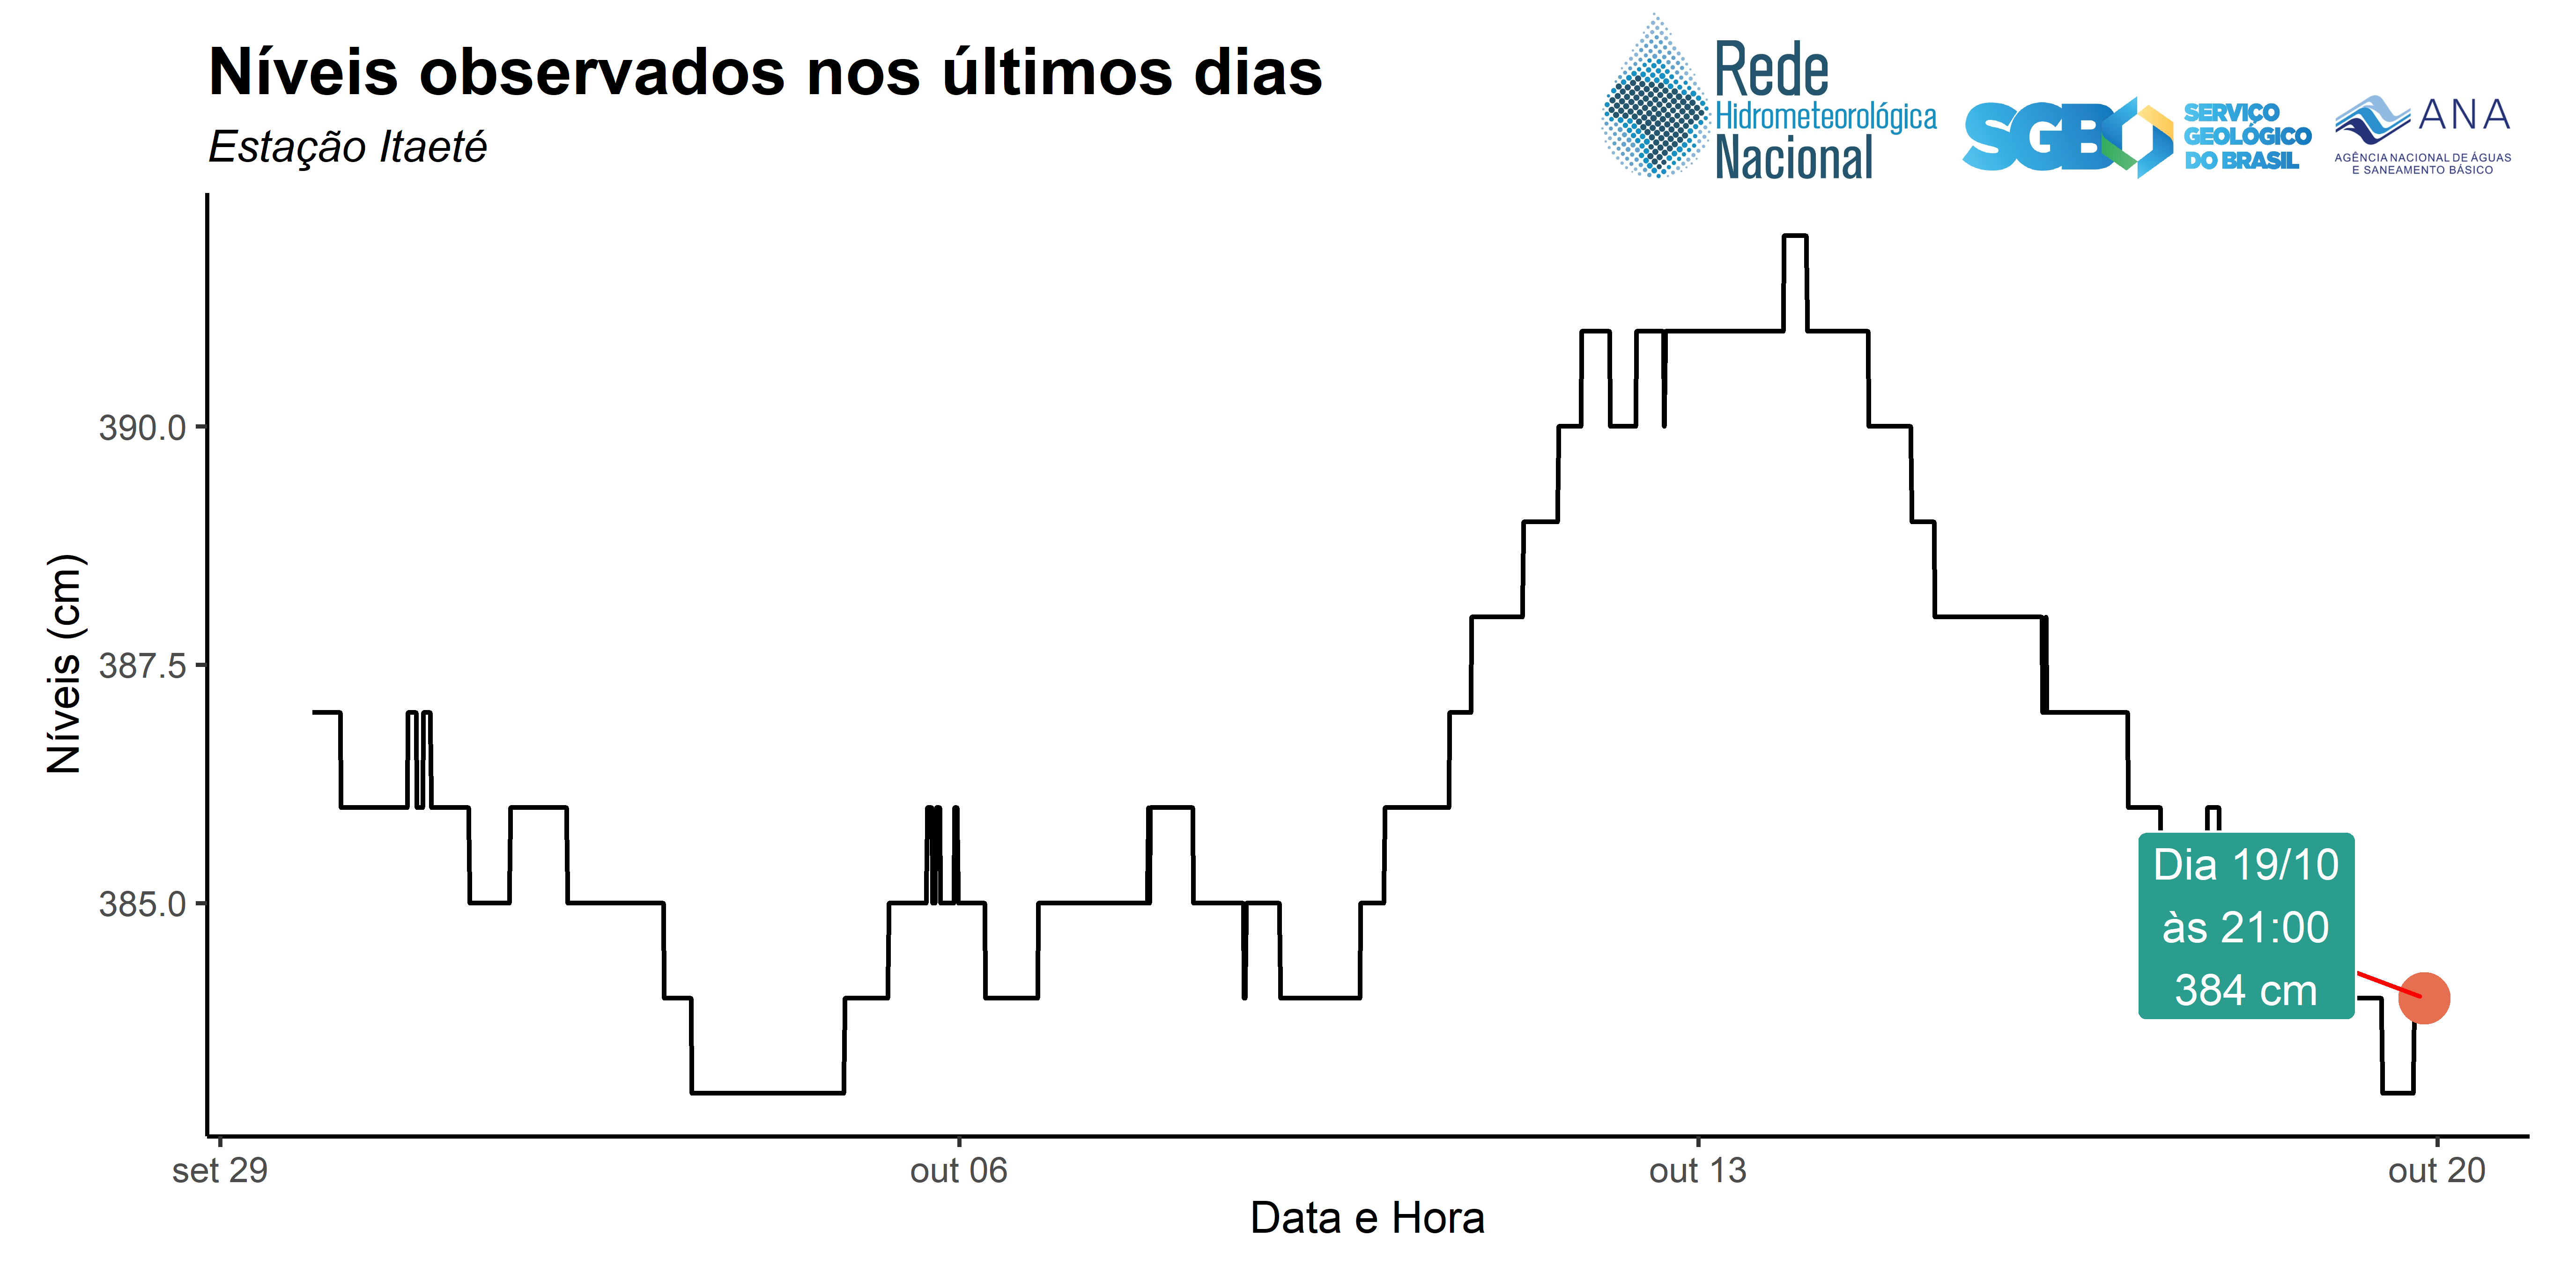 Níveis observados nos últimos dias
Estação Itaeté
Rede
Hidrometeorológica
Nacional
SGB
SERVIÇO
GEOLÓGICO
DO BRASIL
ANA
AGÊNCIA NACIONAL DE ÁGUAS
E SANEAMENTO BÁSICO
Níveis (cm)
390.0
387.5
385.0
Dia 19/10
às 21:00
384 cm
set 29
out 06
out 13
out 20
Data e Hora